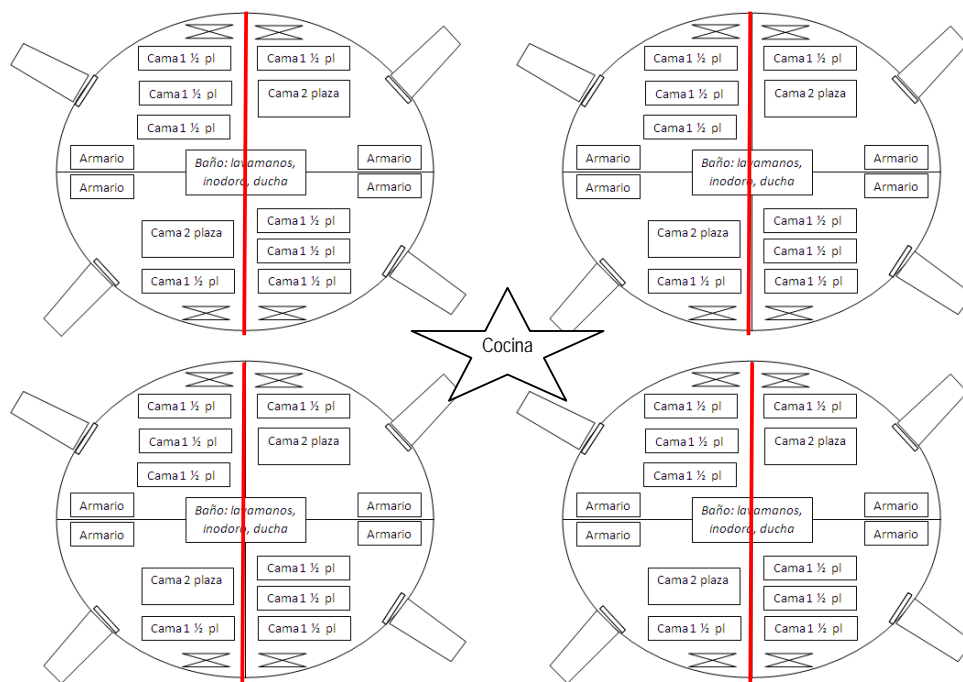 Cama 1 ½ pl
Cama 1 ½ pl
Cama 1 ½ pl
Cama 1 ½ pl
Cama 2 plaza
Armario
Armario
Baño: lavamanos,
inodoro, ducha
Armario
Armario
Cama 2 plaza
Cama 1 ½ pl
Cama 1 ½ pl
Cama 1 ½ pl
Cama 1 ½ pl
Cama 1 ½ pl
Cama 1 ½ pl
Cama 1 ½ pl
Cama 1 ½ pl
Cama 2 plaza
Armario
Armario
Baño: lavamanos,
inodoro, ducha
Armario
Armario
Cama 2 plaza
Cama 1 ½ pl
Cama 1 ½ pl
Cama 1 ½ pl
Cama 1 ½ pl
Cocina
Cama 1 ½ pl
Cama 1 ½ pl
Cama 1 ½ pl
Cama 1 ½ pl
Cama 2 plaza
Armario
Armario
Baño: lavamanos,
inodoro, ducha
Armario
Armario
Cama 2 plaza
Cama 1 ½ pl
Cama 1 ½ pl
Cama 1 ½ pl
Cama 1 ½ pl
Cama 1 ½ pl
Cama 1 ½ pl
Cama 1 ½ pl
Cama 1 ½ pl
Cama 2 plaza
Armario
Armario
Baño: lavamanos,
inodoro, ducha
Armario
Armario
Cama 2 plaza
Cama 1 ½ pl
Cama 1 ½ pl
Cama 1 ½ pl
Cama 1 ½ pl